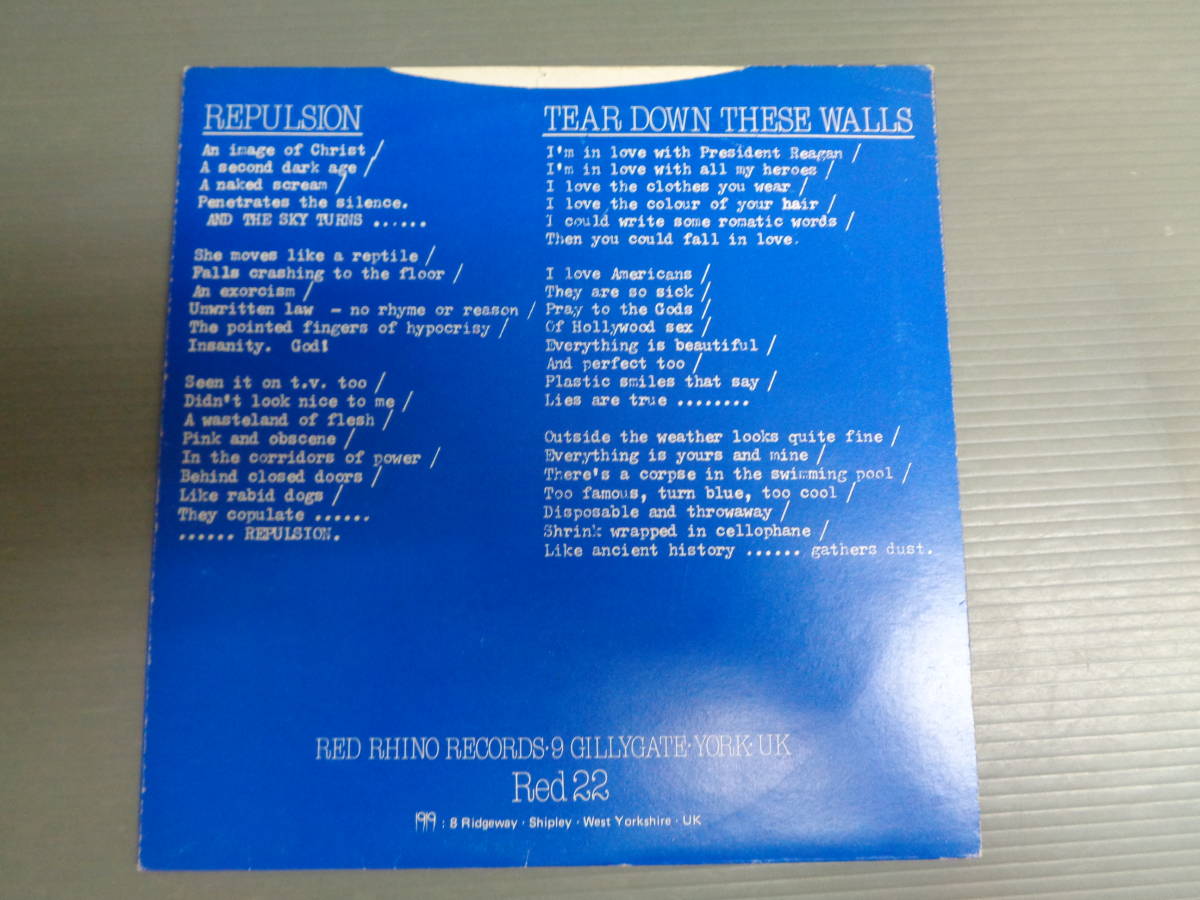 REPULSION
An image of Christ /
A second dark age /
A naked scream /
Penetrates the silence.
AND THE SKY TURNS ......
She moves like a reptile /
Falls crashing to the floor /
An exorcism /
Unwritten law - no rhyme or reason /
The pointed fingers of hypocrisy /
Insanity. God!
Seen it on t.v. too /
Didn't look nice to me /
A wasteland of flesh /
Pink and obscene /
In the corridors of power /
Behind closed doors /
Like rabid dogs /
They copulate ......
...... REPULSION.
TEAR DOWN THESE WALLS
I'm in love with President Reagan /
I'm in love with all my heroes /
I love the clothes you wear /
I love the colour of your hair /
I could write some romatic words /
Then you could fall in love.
I love Americans /
They are so sick /
Pray to the Gods /
Of Hollywood sex /
Everything is beautiful /
And perfect too /
Plastic smiles that say /
Lies are true ........
Outside the weather looks quite fine /
Everything is yours and mine /
There's a corpse in the swimming pool /
Too famous, turn blue, too cool /
Disposable and throwaway /
Shrink wrapped in cellophane /
Like ancient history ...... gathers dust.
RED RHINO RECORDS·9 GILLYGATE·YORK·UK
Red 22
1919 : 8 Ridgeway · Shipley · West Yorkshire · UK